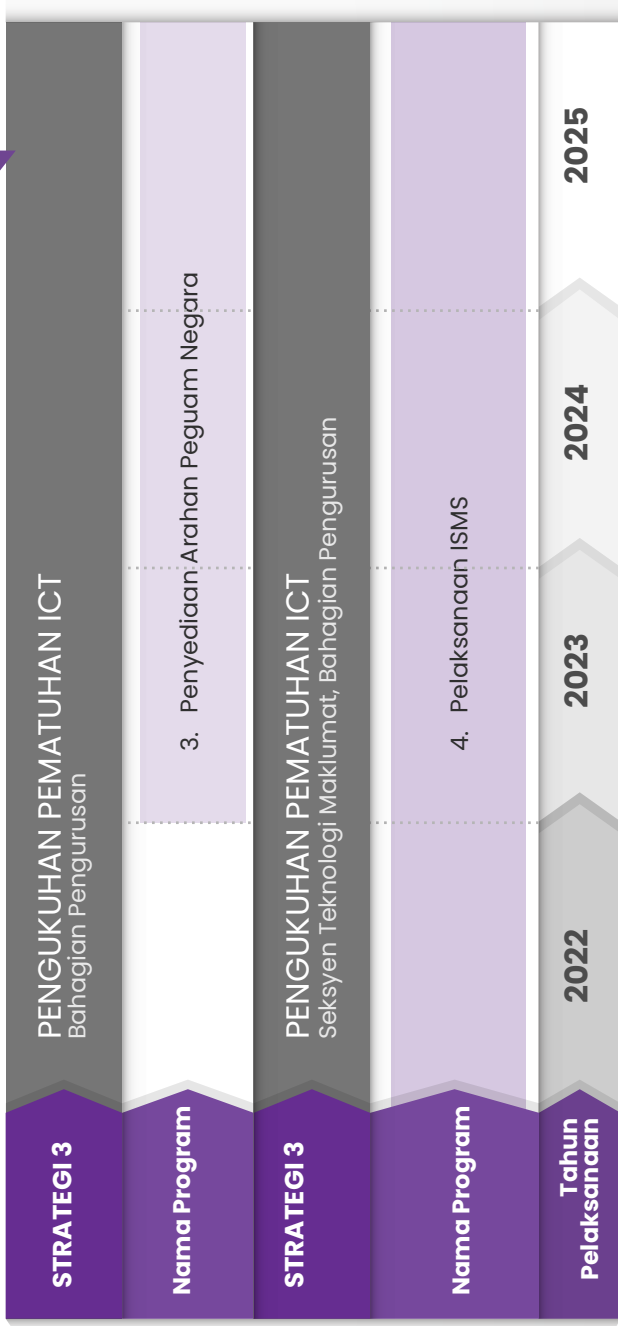 STRATEGI 3
PENGUKUHAN PEMATUHAN ICT
Bahagian Pengurusan
Nama Program
3. Penyediaan Arahan Peguam Negara
STRATEGI 3
PENGUKUHAN PEMATUHAN ICT
Seksyen Teknologi Maklumat, Bahagian Pengurusan
Nama Program
4. Pelaksanaan ISMS
Tahun
Pelaksanaan
2022
2023
2024
2025